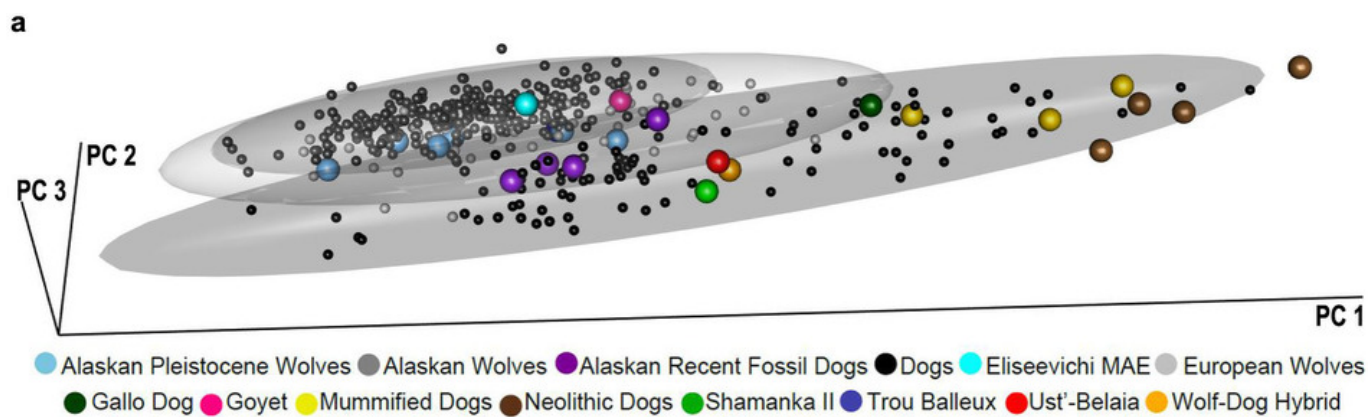 a
PC 2
PC 3
PC 1
Alaskan Pleistocene Wolves Alaskan Wolves Alaskan Recent Fossil Dogs Dogs Eliseevichi MAE European Wolves
Gallo Dog Goyet Mummified Dogs Neolithic Dogs Shamanka II Trou Balleux Ust'-Belaia Wolf-Dog Hybrid